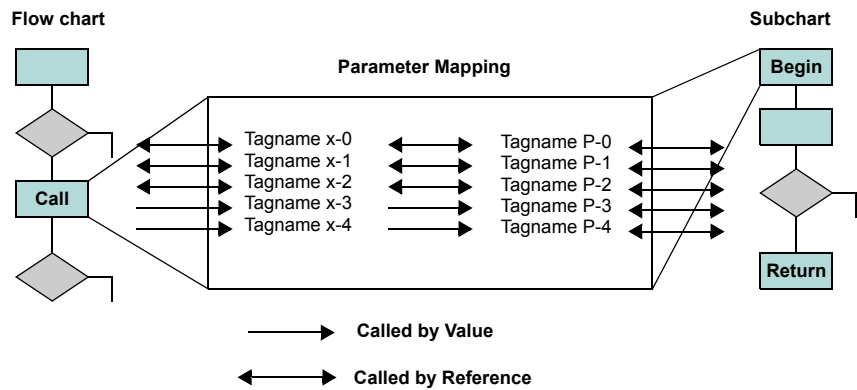 Flow chart
Subchart
Parameter Mapping
Begin
Call
Tagname x-0
Tagname x-1
Tagname x-2
Tagname x-3
Tagname x-4
Tagname P-0
Tagname P-1
Tagname P-2
Tagname P-3
Tagname P-4
Return
Called by Value
Called by Reference